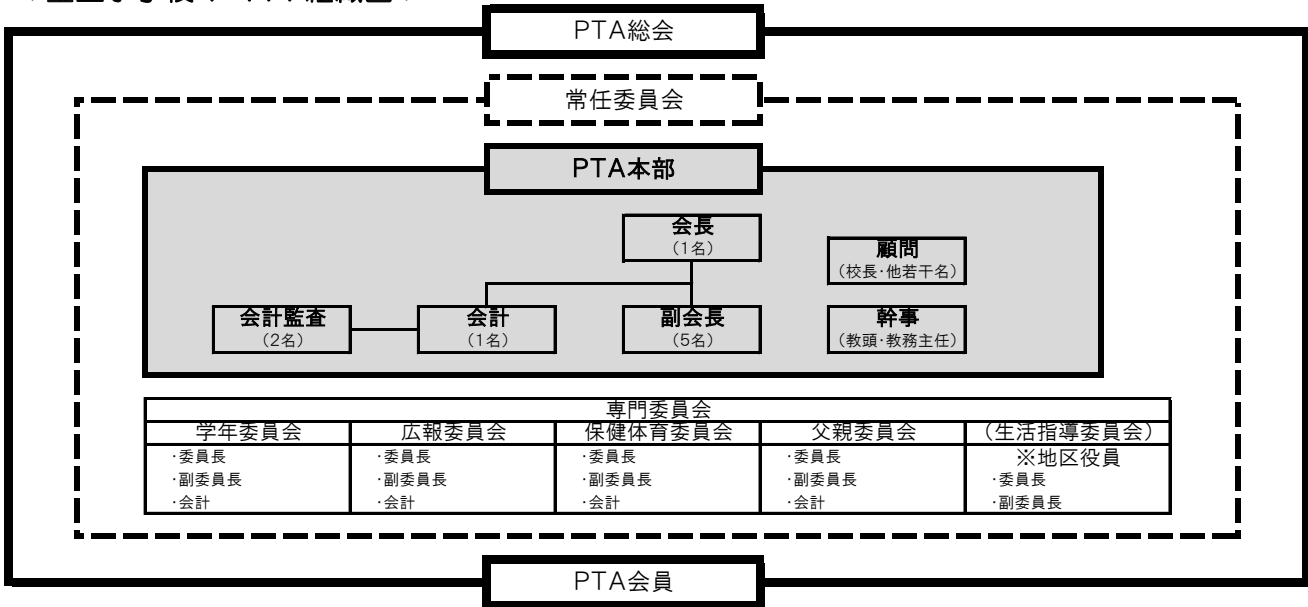 PTA総会
常任委員会
PTA本部
会長
(1名)
顧問
(校長・他若干名)
会計監査
(2名)
会計
(1名)
副会長
(5名)
幹事
(教頭・教務主任)
専門委員会
学年委員会 広報委員会 保健体育委員会 父親委員会 (生活指導委員会)
・委員長 ・委員長 ・委員長 ・委員長 ※地区役員
・副委員長 ・副委員長 ・副委員長 ・副委員長 ・委員長
・会計 ・会計 ・会計 ・会計 ・副委員長
PTA会員